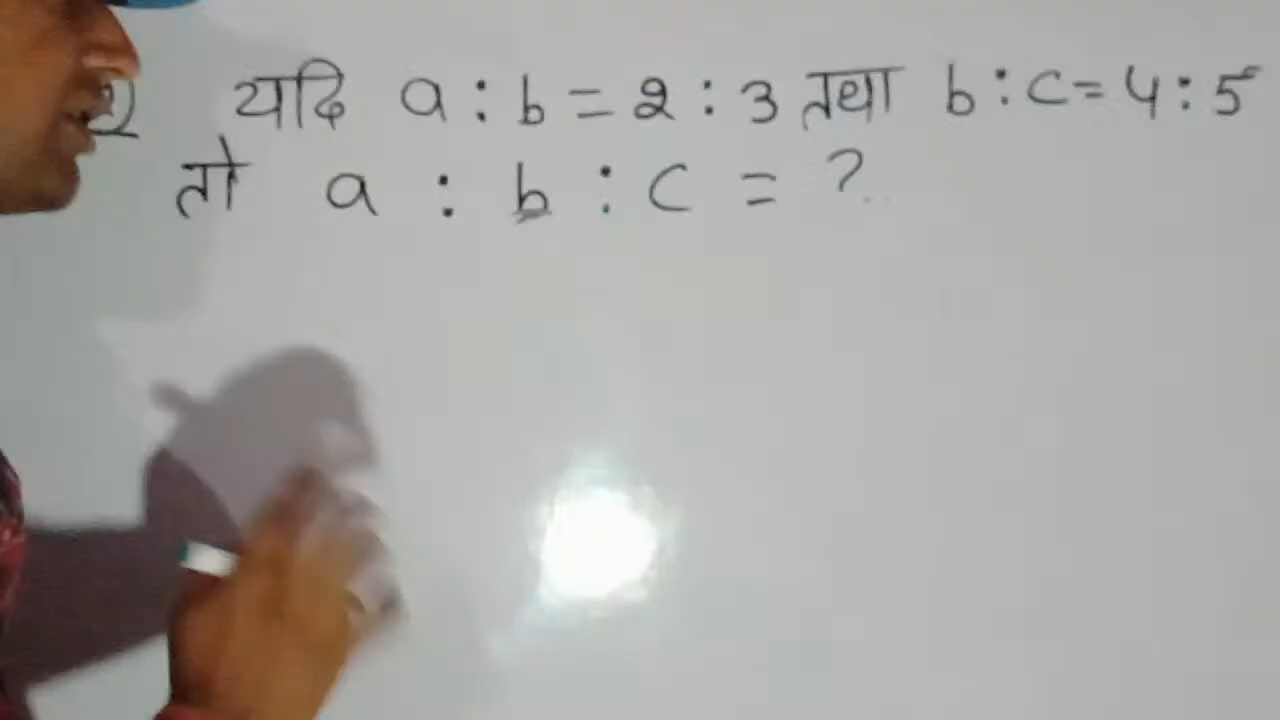 यदि a : b = 2 : 3 तथा b : c = 4 : 5
तो a : b : c = ?